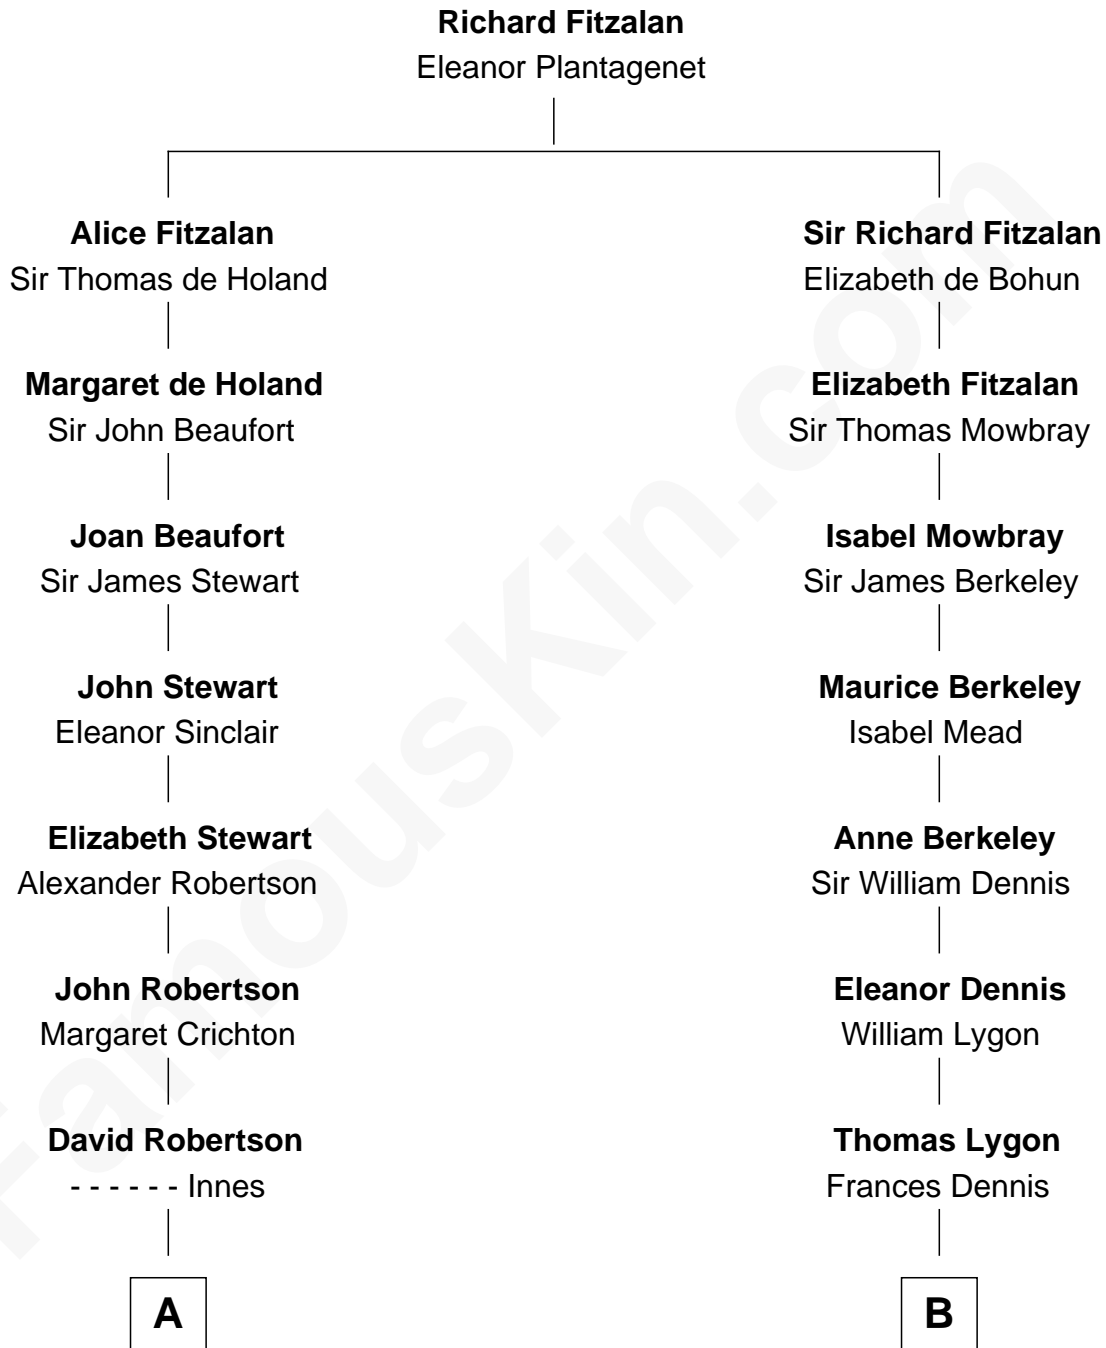 Richard Fitzalan
Eleanor Plantagenet
Alice Fitzalan
Sir Thomas de Holand
Sir Richard Fitzalan
Elizabeth de Bohun
Margaret de Holand
Sir John Beaufort
Elizabeth Fitzalan
Sir Thomas Mowbray
Joan Beaufort
Sir James Stewart
Isabel Mowbray
Sir James Berkeley
John Stewart
Eleanor Sinclair
Maurice Berkeley
Isabel Mead
Elizabeth Stewart
Alexander Robertson
Anne Berkeley
Sir William Dennis
John Robertson
Margaret Crichton
Eleanor Dennis
William Lygon
David Robertson
- - - - - - Innes
Thomas Lygon
Frances Dennis
A
B
FamousKin.com